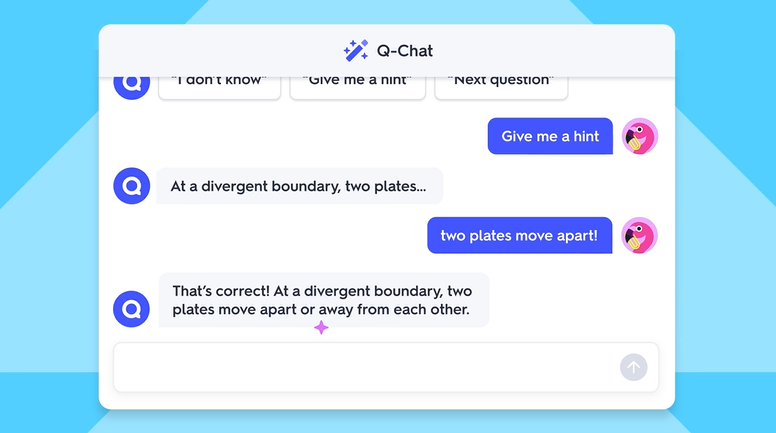 Q-Chat
"I don't know"
"Give me a hint"
"Next question"
Give me a hint
At a divergent boundary, two plates...
two plates move apart!
That's correct! At a divergent boundary, two
plates move apart or away from each other.